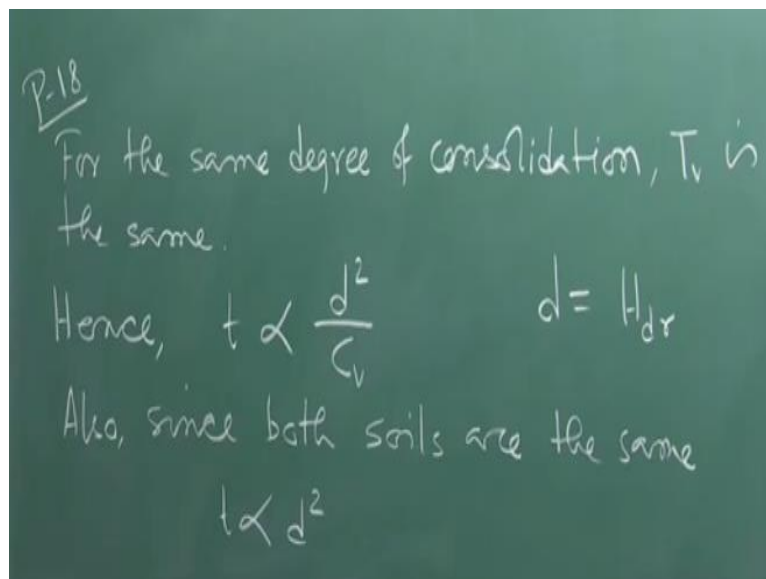 P-18
For the same degree of consolidation, Tᵥ is
the same.
Hence, t ∝ d²/Cᵥ d = H_dr
Also, since both soils are the same
t ∝ d²